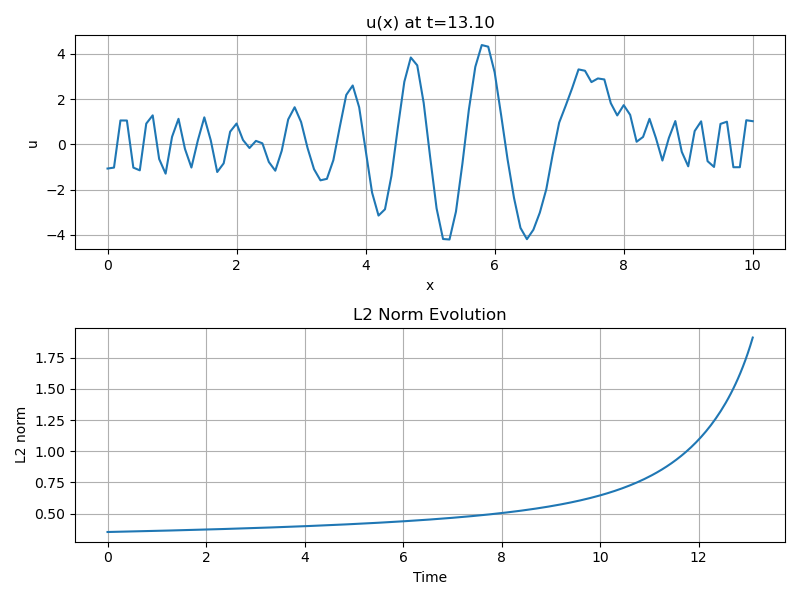 u(x) at t=13.10
4
2
0
−2
−4
u
0 2 4 6 8 10
x
L2 Norm Evolution
1.75
1.50
1.25
1.00
0.75
0.50
L2 norm
0 2 4 6 8 10 12
Time